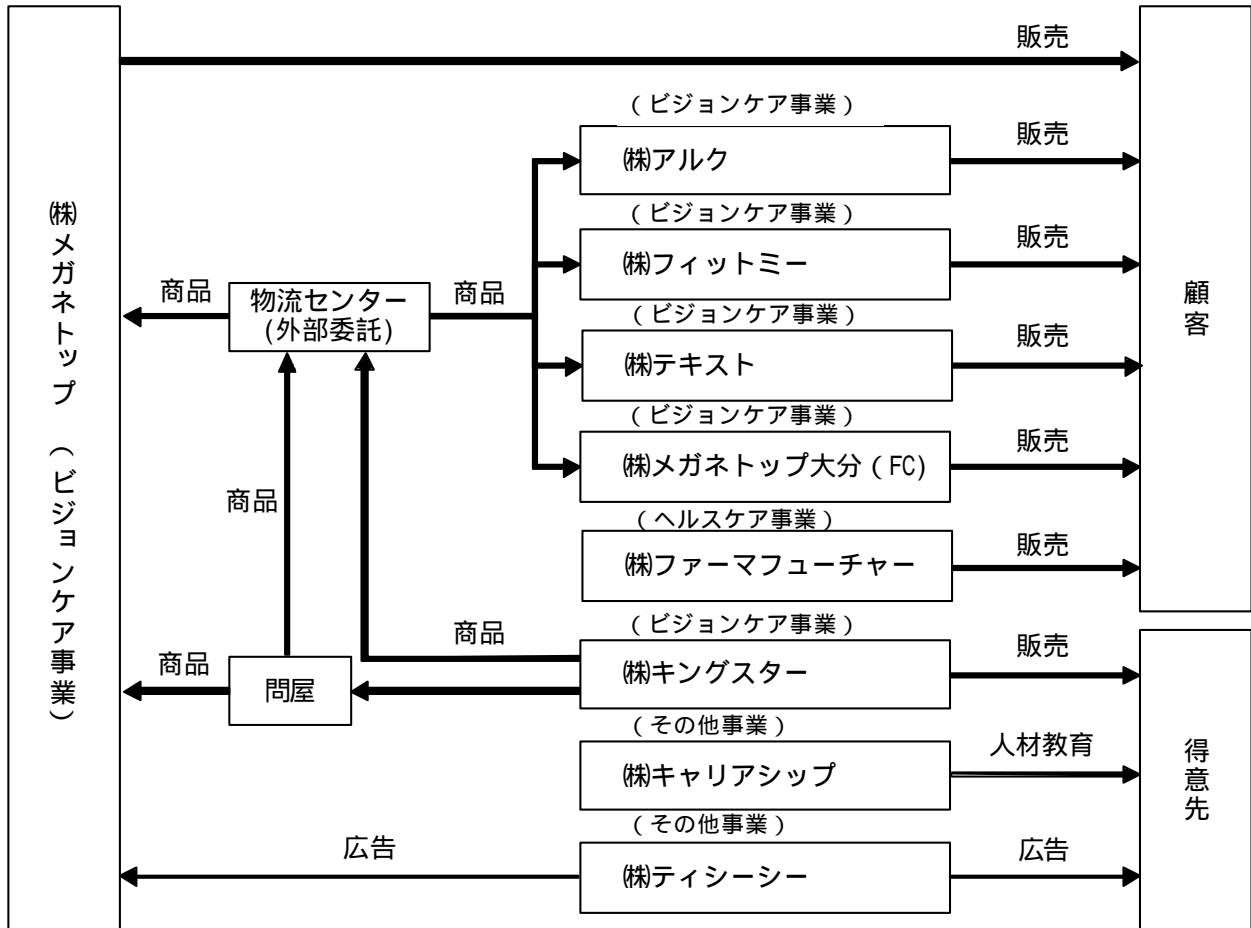 販売
(ビジョンケア事業)
㈱アルク
販売
(ビジョンケア事業)
㈱フィットミー
販売
㈱メガネトップ (ビジョンケア事業)
商品
物流センター
(外部委託)
商品
顧客
(ビジョンケア事業)
㈱テキスト
販売
(ビジョンケア事業)
㈱メガネトップ大分(FC)
販売
商品
(ヘルスケア事業)
㈱ファーマフューチャー
販売
商品
(ビジョンケア事業)
㈱キングスター
販売
商品
問屋
(その他事業)
㈱キャリアシップ
人材教育
得意先
(その他事業)
広告
㈱ティシーシー
広告